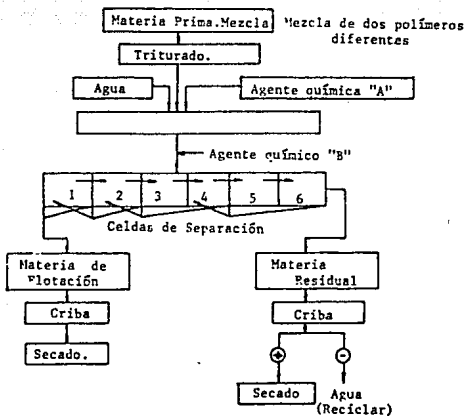 Materia Prima.Mezcla
Mezcla de dos polímeros
diferentes
Triturado.
Agua
Agente química "A"
Agente químico "B"
1 2 3 4 5 6
Celdas de Separación
Materia de
Flotación
Materia
Residual
Criba
Criba
Secado.
+
-
Secado
Agua
(Reciclar)